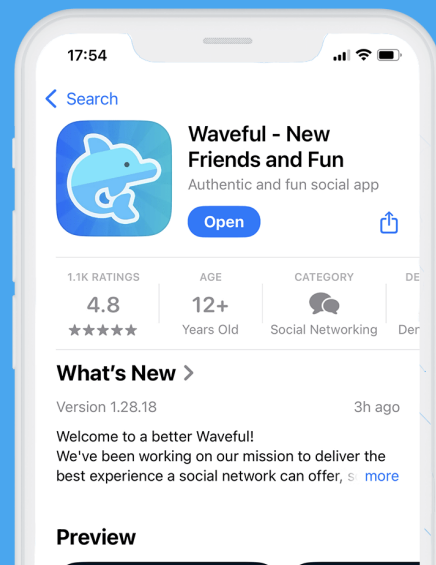 17:54
Search
Waveful - New
Friends and Fun
Authentic and fun social app
Open
1.1K RATINGS
AGE
CATEGORY
4.8
12+
Years Old
Social Networking
What's New
Version 1.28.18
3h ago
Welcome to a better Waveful!
We've been working on our mission to deliver the
best experience a social network can offer, more
Preview